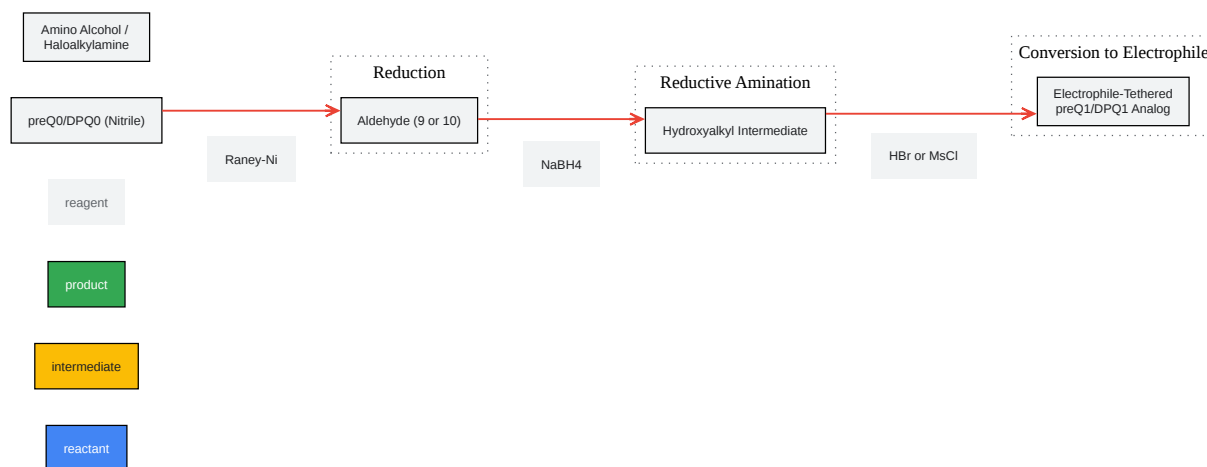 Amino Alcohol /
Haloalkylamine
preQ0/DPQ0 (Nitrile)
Raney-Ni
Reduction
Aldehyde (9 or 10)
NaBH4
Reductive Amination
Hydroxyalkyl Intermediate
HBr or MsCl
Conversion to Electrophile
Electrophile-Tethered
preQ1/DPQ1 Analog
reagent
product
intermediate
reactant